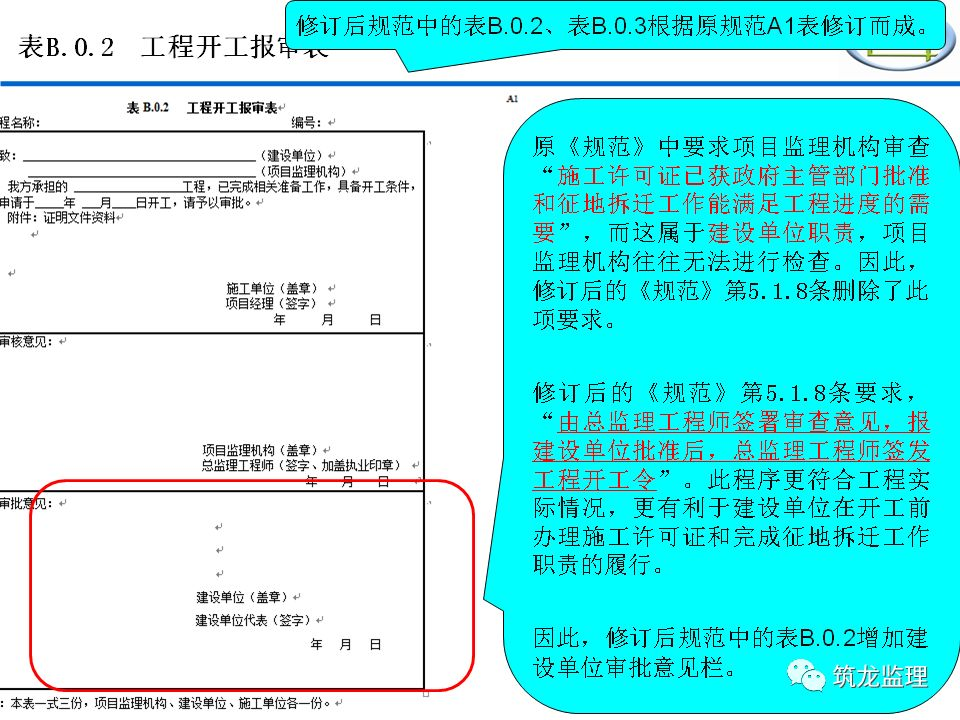 修订后规范中的表B.0.2、表B.0.3根据原规范A1表修订而成。
表B.0.2 工程开工报审表
A1
表 B.0.2 工程开工报审表
程名称： 编号：
致：（建设单位）
（项目监理机构）
我方承担的 工程，已完成相关准备工作，具备开工条件，
申请于 年 月 日开工，请予以审批。
附件：证明文件资料
施工单位（盖章）
项目经理（签字）
年 月 日
审核意见：
项目监理机构（盖章）
总监理工程师（签字、加盖执业印章）
年 月 日
审批意见：
建设单位（盖章）
建设单位代表（签字）
年 月 日
：本表一式三份，项目监理机构、建设单位、施工单位各一份。
原《规范》中要求项目监理机构审查
“施工许可证已获政府主管部门批准
和征地拆迁工作能满足工程进度的需
要”，而这属于建设单位职责，项目
监理机构往往无法进行检查。因此，
修订后的《规范》第5.1.8条删除了此
项要求。
修订后的《规范》第5.1.8条要求，
“由总监理工程师签署审查意见，报
建设单位批准后，总监理工程师签发
工程开工令”。此程序更符合工程实
际情况，更有利于建设单位在开工前
办理施工许可证和完成征地拆迁工作
职责的履行。
因此，修订后规范中的表B.0.2增加建
设单位审批意见栏。
筑龙监理